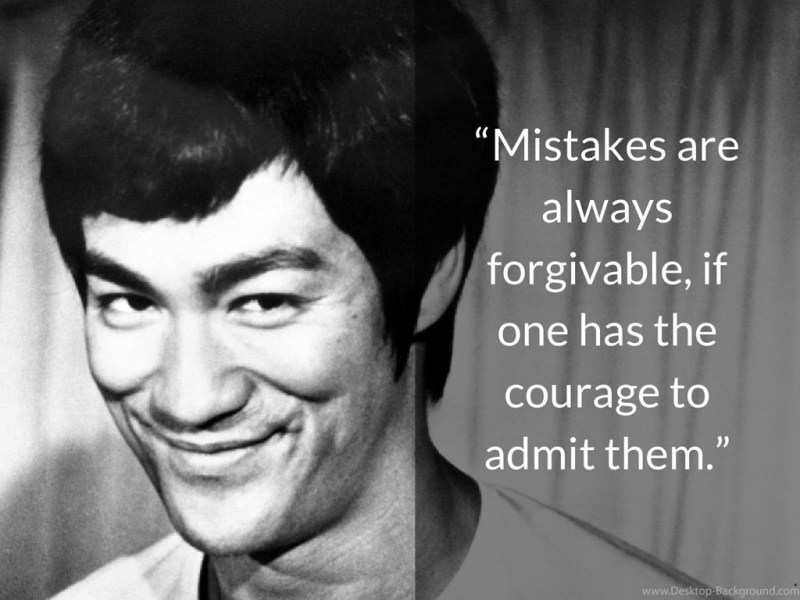 “Mistakes are
always
forgivable, if
one has the
courage to
admit them.”
www.Desktop-Background.com